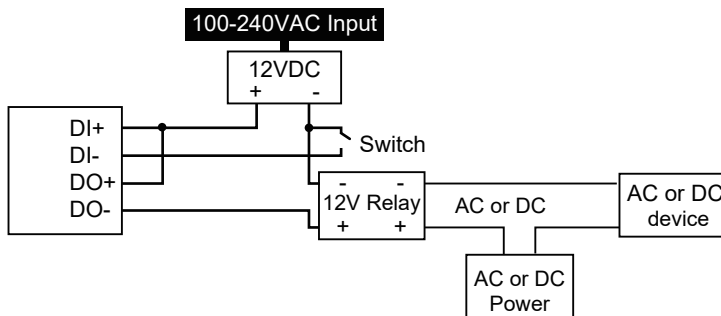 100-240VAC Input
12VDC
+ -
DI+
DI-
DO+
DO-
Switch
- -
12V Relay
+ +
AC or DC
AC or DC
device
AC or DC
Power